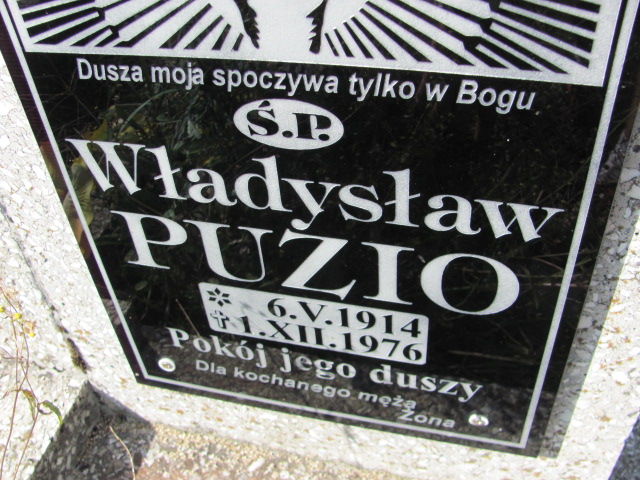 Dusza moja spoczywa tylko w Bogu
Ś.P.
Władysław
PUZIO
* 6.V.1914
✝ 1.XII.1976
Pokój jego duszy
Dla kochanego męża
Żona